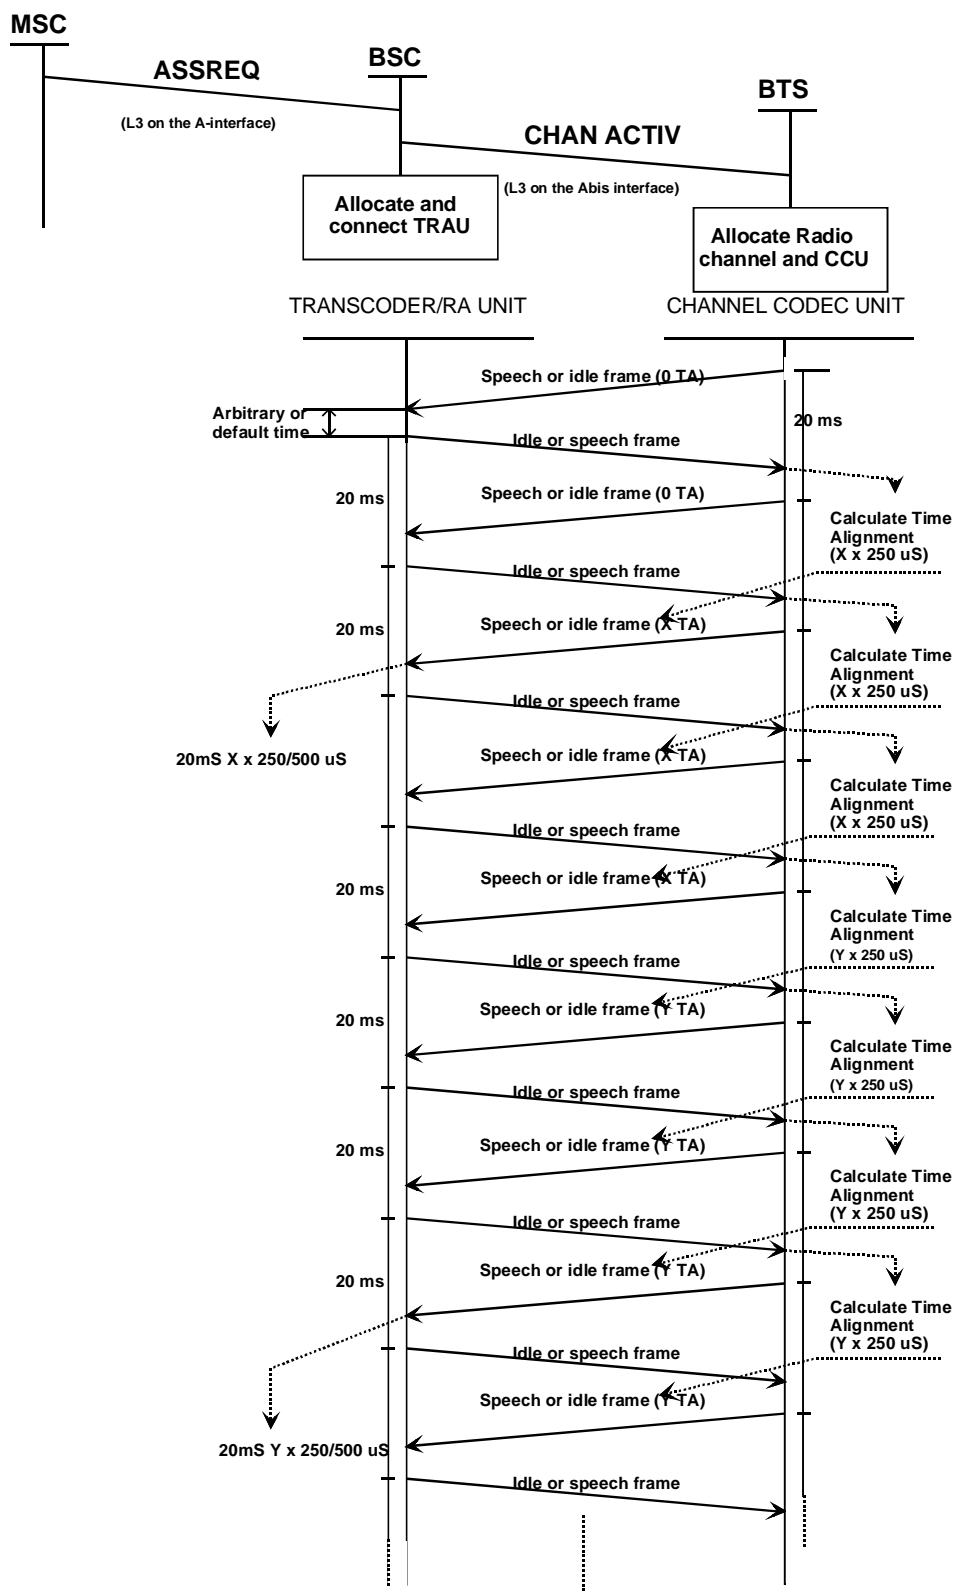 MSC
ASSREQ
BSC
BTS
(L3 on the A-interface)
CHAN ACTIV
(L3 on the Abis interface)
Allocate and
connect TRAU
Allocate Radio
channel and CCU
TRANSCODER/RA UNIT
CHANNEL CODEC UNIT
Speech or idle frame (0 TA)
Arbitrary or
default time
20 ms
Idle or speech frame
20 ms
Speech or idle frame (0 TA)
Calculate Time
Alignment
(X x 250 uS)
Idle or speech frame
20 ms
Speech or idle frame (X TA)
Calculate Time
Alignment
(X x 250 uS)
Idle or speech frame
20mS X x 250/500 uS
Speech or idle frame (X TA)
Calculate Time
Alignment
(X x 250 uS)
Idle or speech frame
20 ms
Speech or idle frame (X TA)
Calculate Time
Alignment
(Y x 250 uS)
Idle or speech frame
20 ms
Speech or idle frame (Y TA)
Calculate Time
Alignment
(Y x 250 uS)
Idle or speech frame
20 ms
Speech or idle frame (Y TA)
Calculate Time
Alignment
(Y x 250 uS)
Idle or speech frame
20 ms
Speech or idle frame (Y TA)
Calculate Time
Alignment
(Y x 250 uS)
Idle or speech frame
Speech or idle frame (Y TA)
20mS Y x 250/500 uS
Idle or speech frame